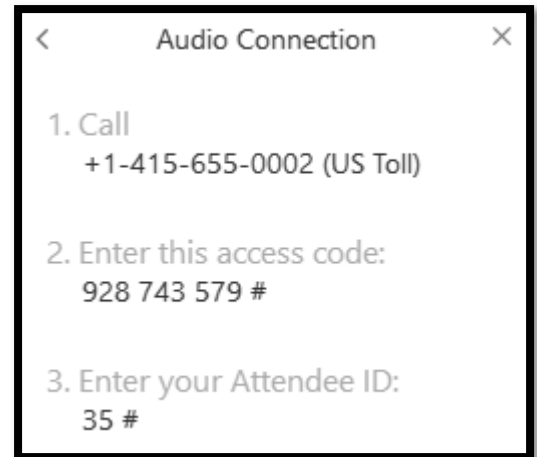 Audio Connection
1. Call
+1-415-655-0002 (US Toll)
2. Enter this access code:
928 743 579 #
3. Enter your Attendee ID:
35 #